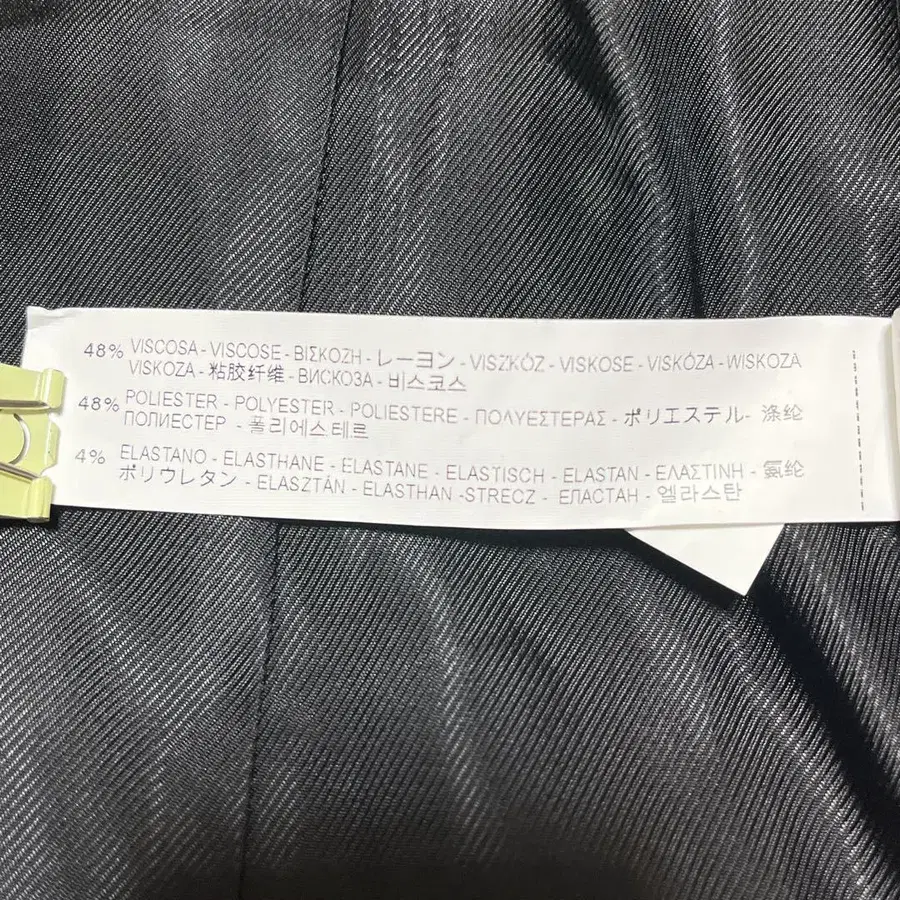 48% VISCOSA - VISCOSE - ΒΙΣΚΟΖΗ - レーヨン - VISZKÓZ - VISKOSE - VISKÓZA - WISKOZA
VISKOZA - 粘胶纤维 - ВИСКОЗА - 비스코스
48% POLIESTER - POLYESTER - POLIESTERE - ΠΟΛΥΕΣΤΕΡΑΣ - ポリエステル - 涤纶
ПОЛИЕСТЕР - 폴리에스테르
4% ELASTANO - ELASTHANE - ELASTANE - ELASTISCH - ELASTAN - ΕΛΑΣΤΙΝΗ - 氨纶
ポリウレタン - ELASZTÁN - ELASTHAN -STRECZ - ЕПАСТАН - 엘라스탄